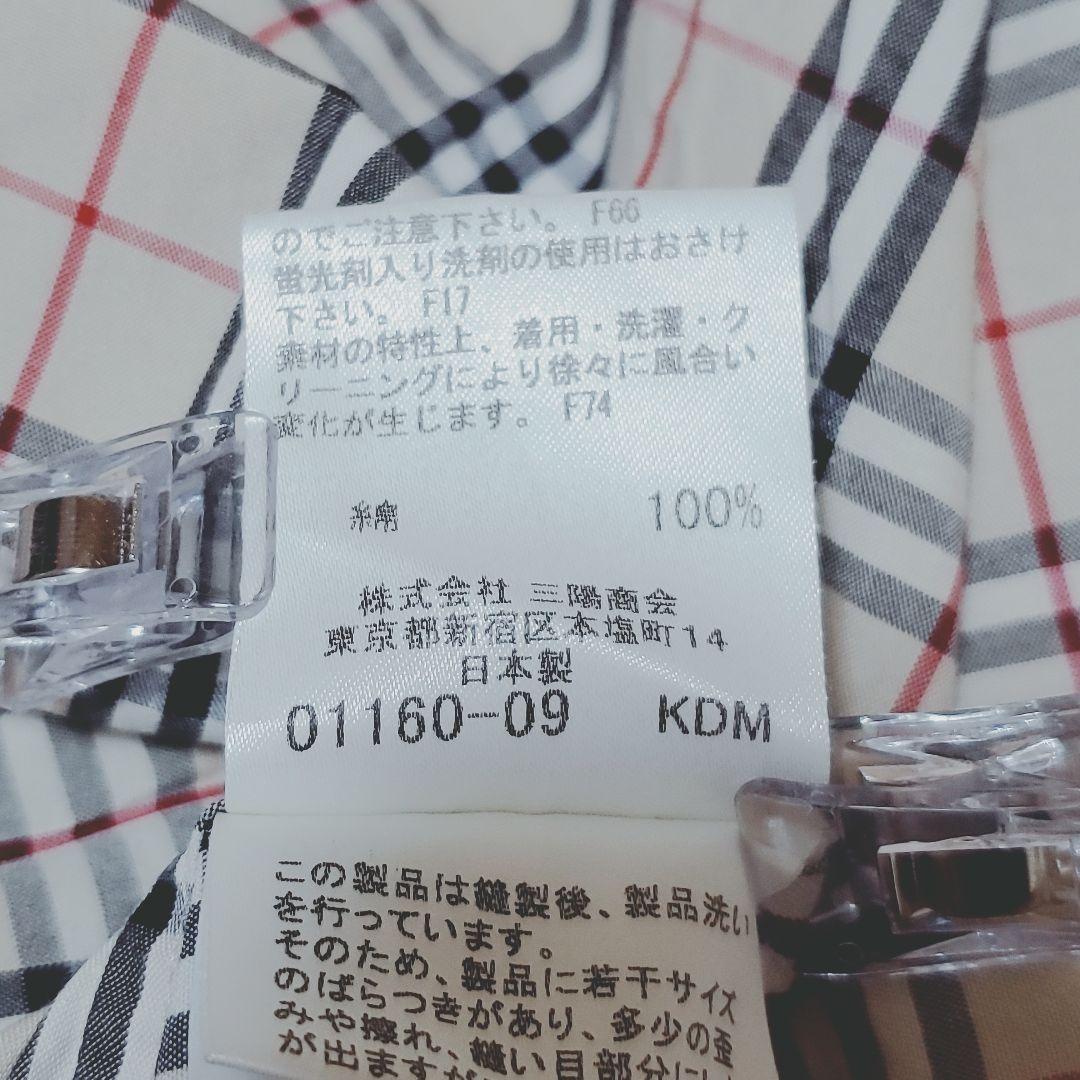 のでご注意下さい。 F66
蛍光剤入り洗剤の使用はおさけ
下さい。 F17
素材の特性上、着用・洗濯・ク
リーニングにより徐々に風合い
変化が生じます。 F74
綿 100%
株式会社 三陽商会
東京都新宿区本塩町14
日本製
01160-09 KDM
この製品は縫製後、製品洗い
を行っています。
そのため、製品に若干サイズ
のばらつきがあり、多少の歪
みや擦れ、縫い目部分に
が出ますが